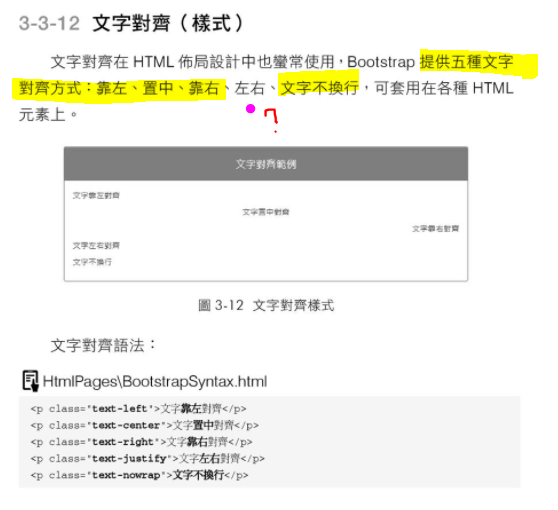 3-3-12 文字對齊（樣式）
文字對齊在 HTML 佈局設計中也蠻常使用，Bootstrap 提供五種文字
對齊方式：靠左、置中、靠右、左右、文字不換行，可套用在各種 HTML
元素上。
?
文字對齊範例
文字靠左對齊
文字置中對齊
文字靠右對齊
文字左右對齊
文字不換行
圖 3-12 文字對齊樣式
文字對齊語法：
HtmlPages\BootstrapSyntax.html
<p class="text-left">文字靠左對齊</p>
<p class="text-center">文字置中對齊</p>
<p class="text-right">文字靠右對齊</p>
<p class="text-justify">文字左右對齊</p>
<p class="text-nowrap">文字不換行</p>